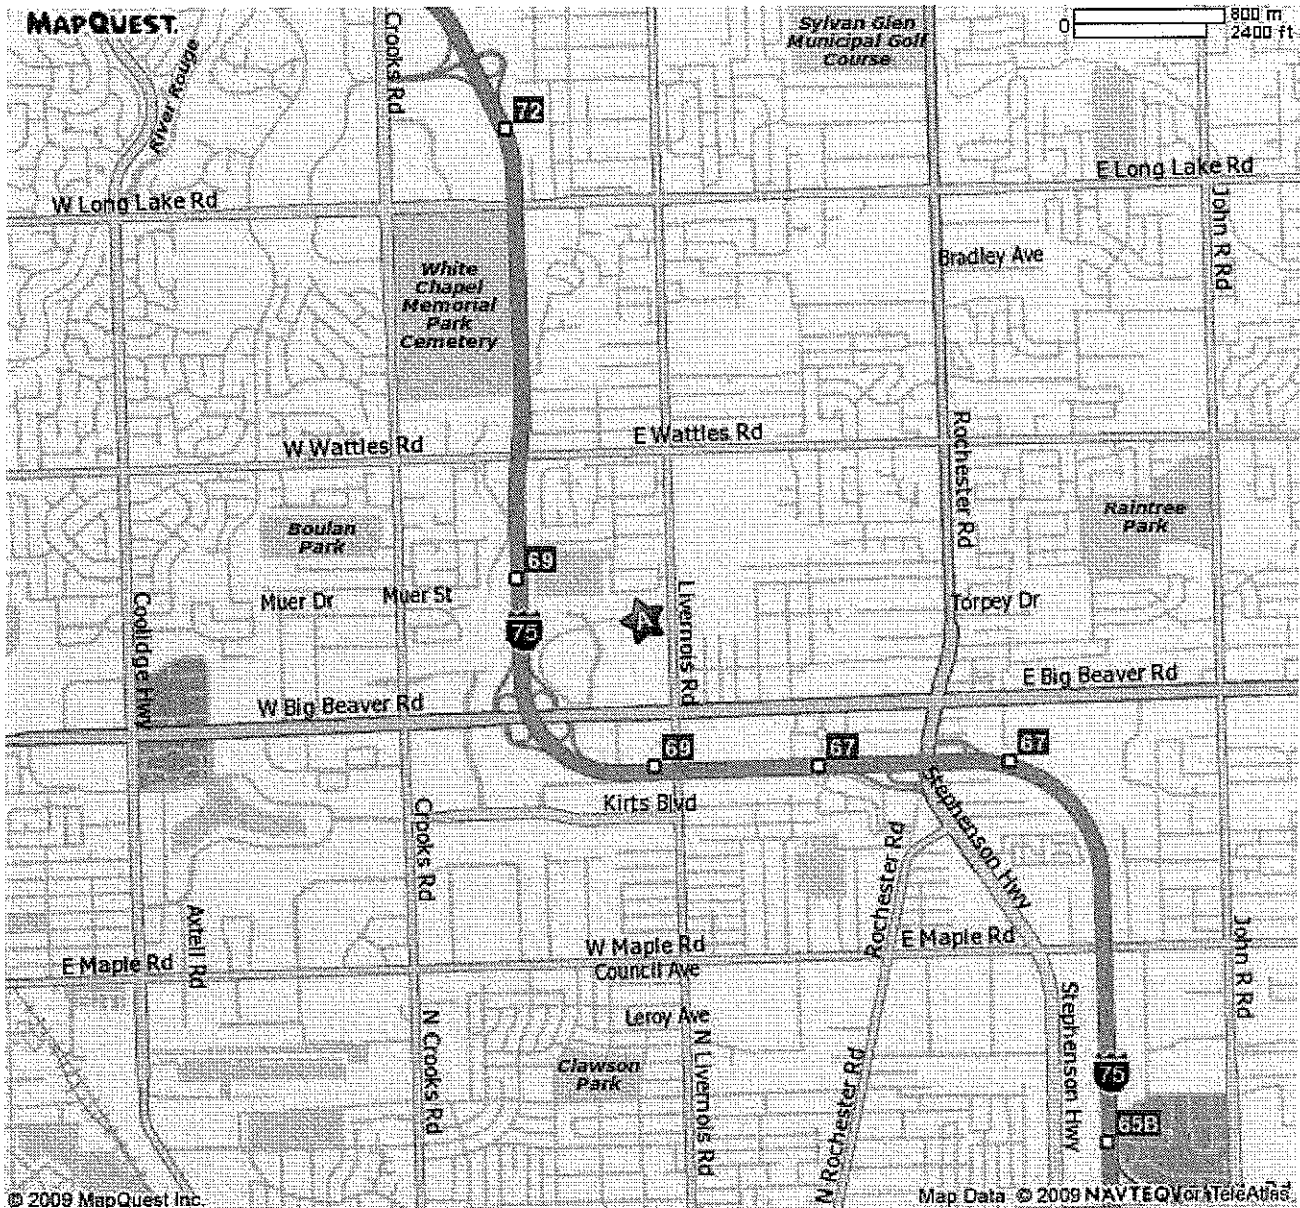 MAPQUEST.
800 m
0
2400 ft
Sylvan Glen
Municipal Golf
Course
Crooks Rd
River Rouge
72
E Long Lake Rd
W Long Lake Rd
John R Rd
Bradley Ave
White
Chapel
Memorial
Park
Cemetery
E Wattles Rd
W Wattles Rd
Rochester Rd
Raintree
Park
Boulan
Park
69
Muer Dr
Muer St
Livernois Rd
Torpey Dr
Coolidge Hwy
75
A
E Big Beaver Rd
W Big Beaver Rd
69
67
67
Kirts Blvd
Stephenson Hwy
Crooks Rd
Rochester Rd
Axtell Rd
E Maple Rd
W Maple Rd
E Maple Rd
Council Ave
John R Rd
Leroy Ave
Stephenson Hwy
N Crooks Rd
N Livernois Rd
Clawson
Park
N Rochester Rd
75
65B
© 2009 MapQuest Inc.
Map Data © 2009 NAVTEQ or TeleAtlas